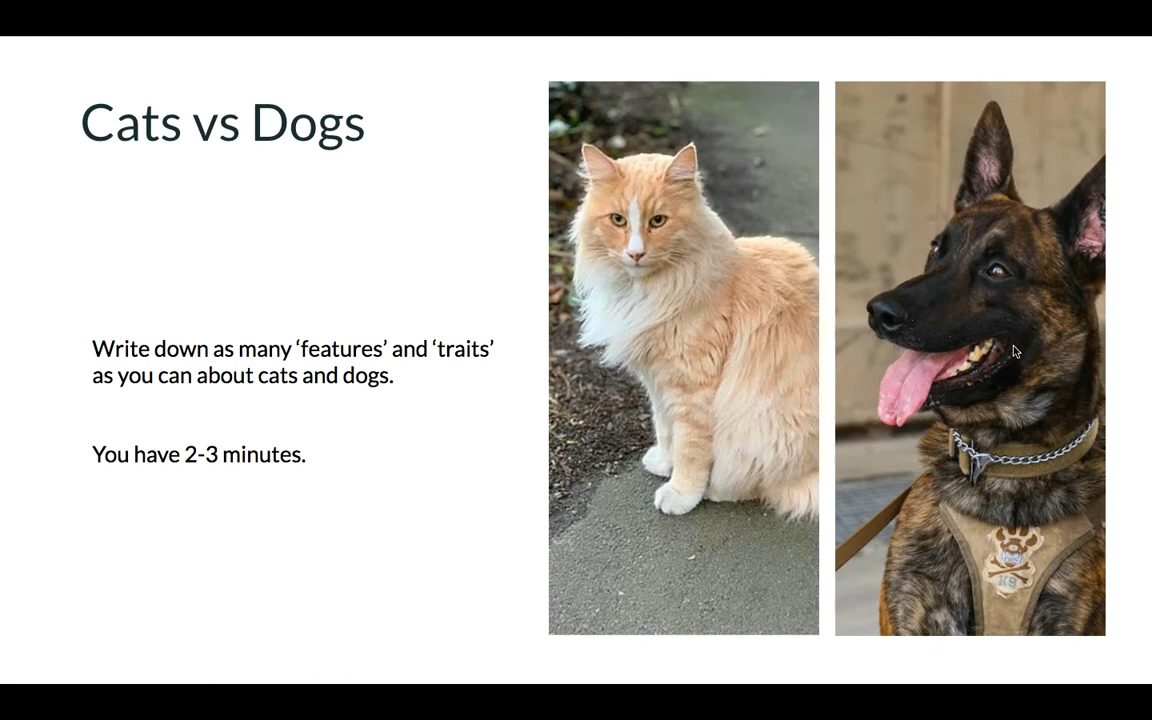 Cats vs Dogs
Write down as many ‘features’ and ‘traits’
as you can about cats and dogs.
You have 2-3 minutes.
K9